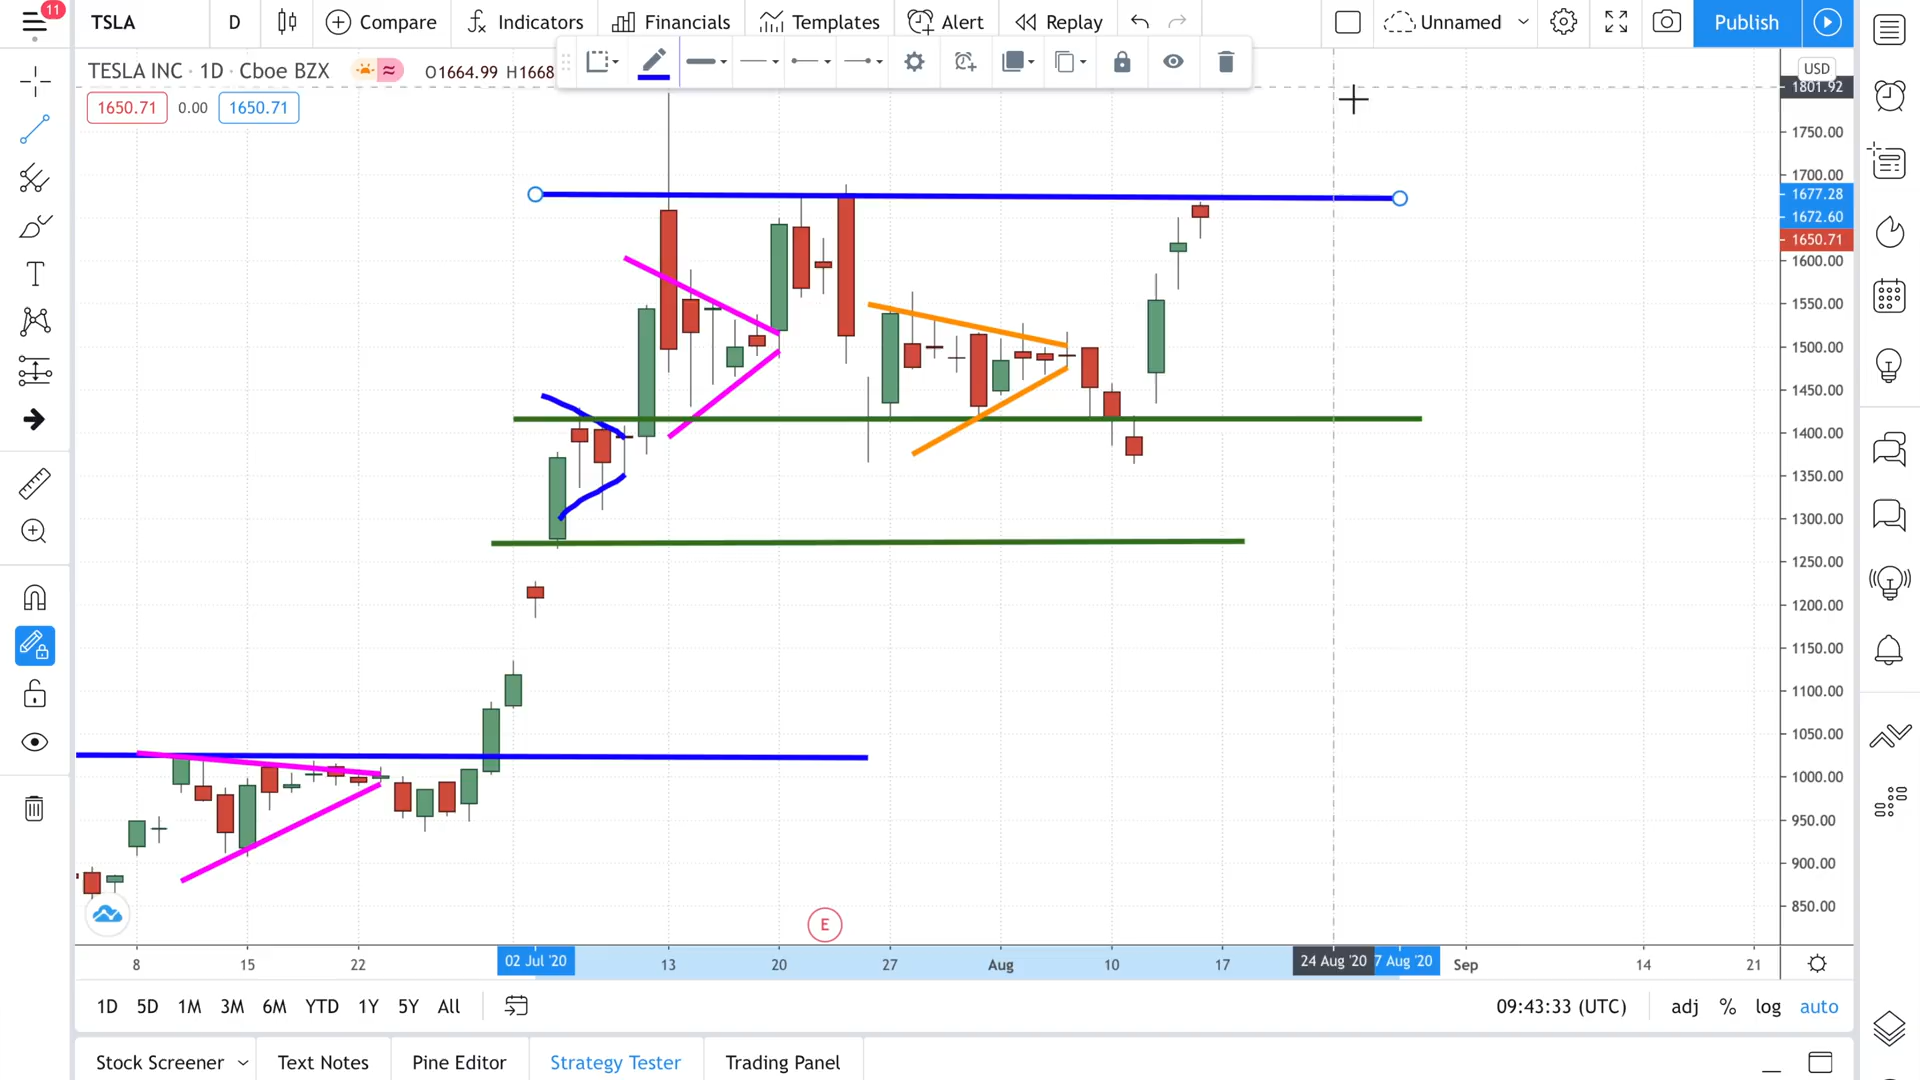 11
TSLA D Compare Indicators Financials Templates Alert Replay Unnamed Publish
TESLA INC · 1D · Cboe BZX O1664.99 H1668
1650.71 0.00 1650.71
USD
1801.92
1750.00
1700.00
1677.28
1672.60
1650.71
1600.00
1550.00
1500.00
1450.00
1400.00
1350.00
1300.00
1250.00
1200.00
1150.00
1100.00
1050.00
1000.00
950.00
900.00
850.00
E
8 15 22 02 Jul '20 13 20 27 Aug 10 17 24 Aug '20 7 Aug '20 Sep 14 21
1D 5D 1M 3M 6M YTD 1Y 5Y All 09:43:33 (UTC) adj % log auto
Stock Screener Text Notes Pine Editor Strategy Tester Trading Panel